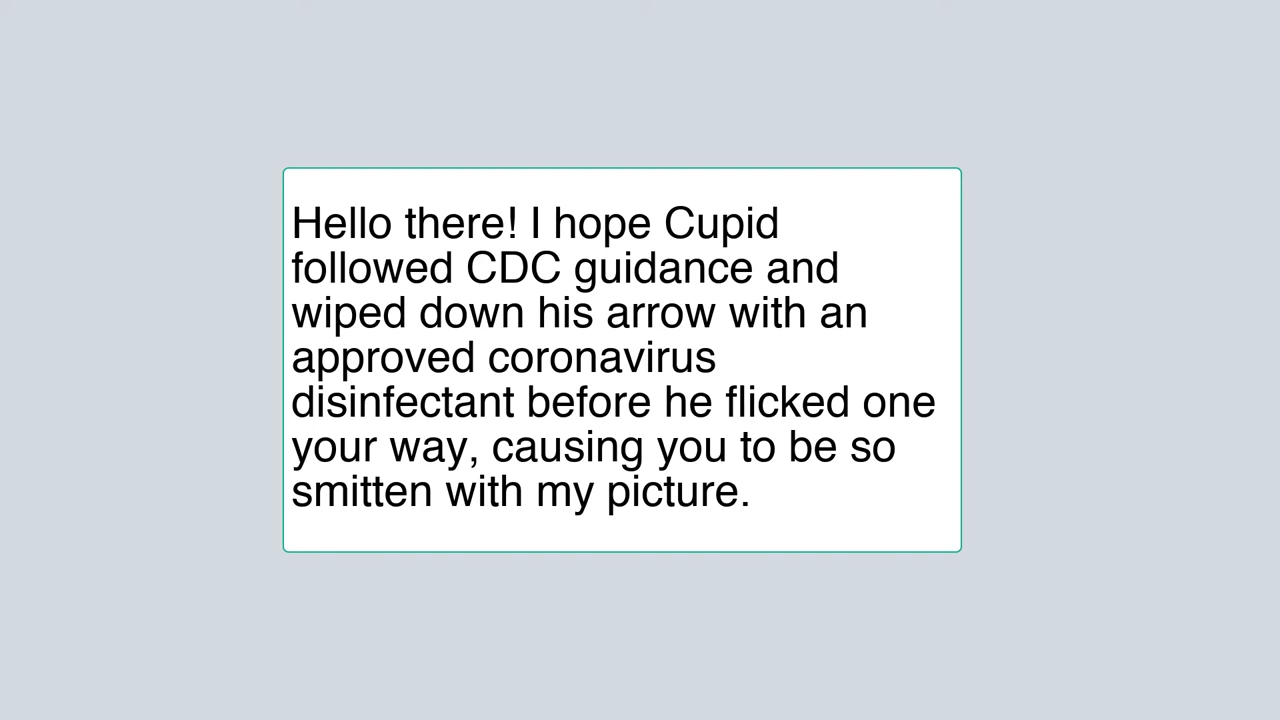 Hello there! I hope Cupid
followed CDC guidance and
wiped down his arrow with an
approved coronavirus
disinfectant before he flicked one
your way, causing you to be so
smitten with my picture.